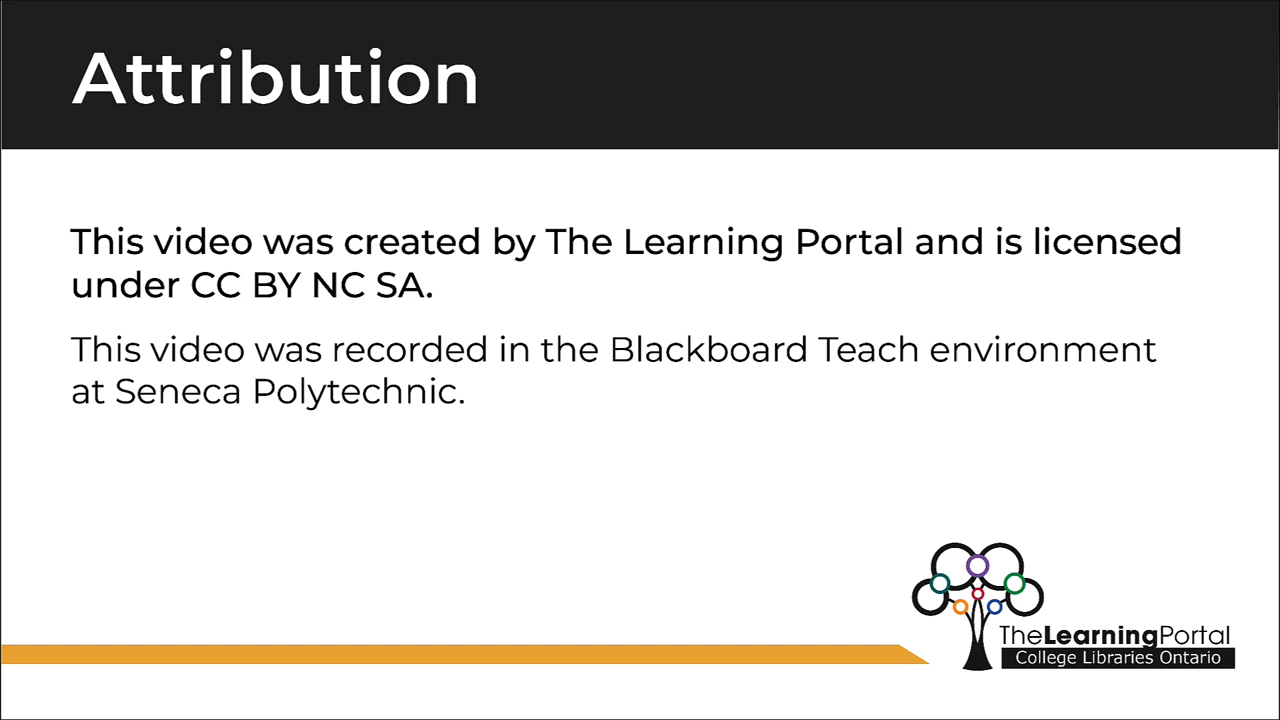 Attribution
This video was created by The Learning Portal and is licensed
under CC BY NC SA.
This video was recorded in the Blackboard Teach environment
at Seneca Polytechnic.
TheLearningPortal
College Libraries Ontario